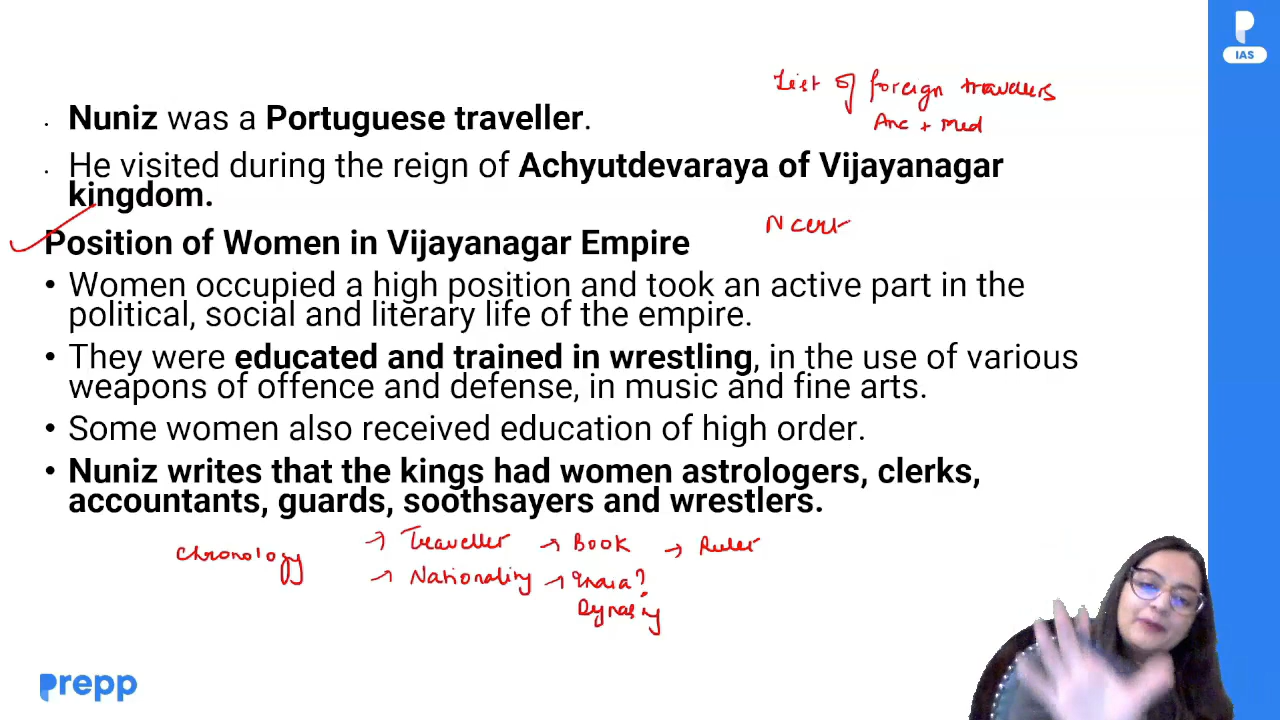 IAS
List of foreign travellers
Anc + Med
• Nuniz was a Portuguese traveller.
• He visited during the reign of Achyutdevaraya of Vijayanagar
kingdom.
Ncert
Position of Women in Vijayanagar Empire
• Women occupied a high position and took an active part in the
political, social and literary life of the empire.
• They were educated and trained in wrestling, in the use of various
weapons of offence and defense, in music and fine arts.
• Some women also received education of high order.
• Nuniz writes that the kings had women astrologers, clerks,
accountants, guards, soothsayers and wrestlers.
Chronology → Traveller → Book → Ruler
→ Nationality → India?
Dynasty
prepp